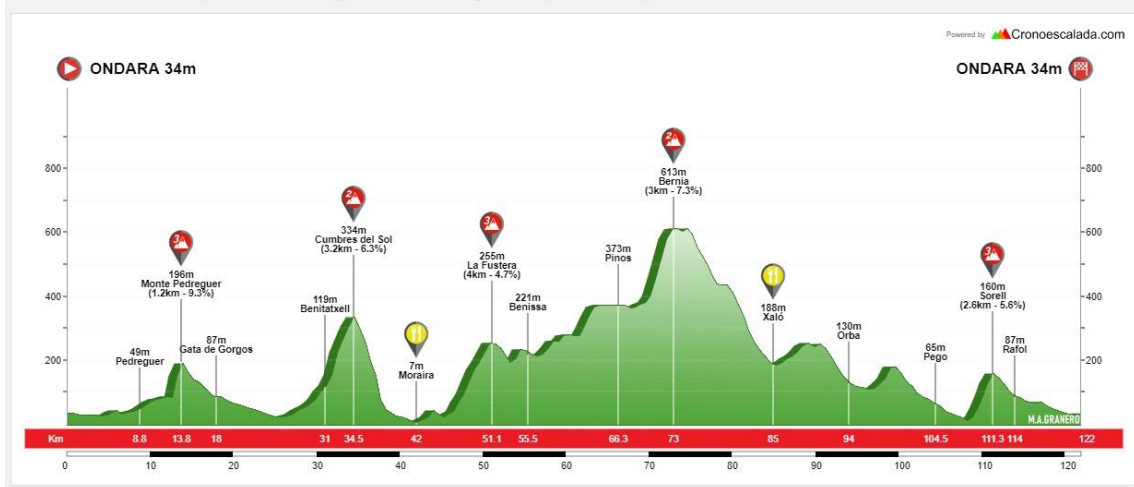 Powered by Cronoescalada.com
ONDARA 34m
ONDARA 34m
2
613m
Bernia
(3km - 7.3%)
2
334m
Cumbres del Sol
(3.2km - 6.3%)
3
255m
La Fustera
(4km - 4.7%)
3
196m
Monte Pedreguer
(1.2km - 9.3%)
3
160m
Sorell
(2.6km - 5.6%)
373m
Pinos
188m
Xaló
119m
Benitatxell
221m
Benissa
130m
Orba
87m
Gata de Gorgos
49m
Pedreguer
7m
Moraira
65m
Pego
87m
Rafol
800
600
400
200
800
600
400
200
M.A.GRANERO
Km 8.8 13.8 18 31 34.5 42 51.1 55.5 66.3 73 85 94 104.5 111.3 114 122
0 10 20 30 40 50 60 70 80 90 100 110 120